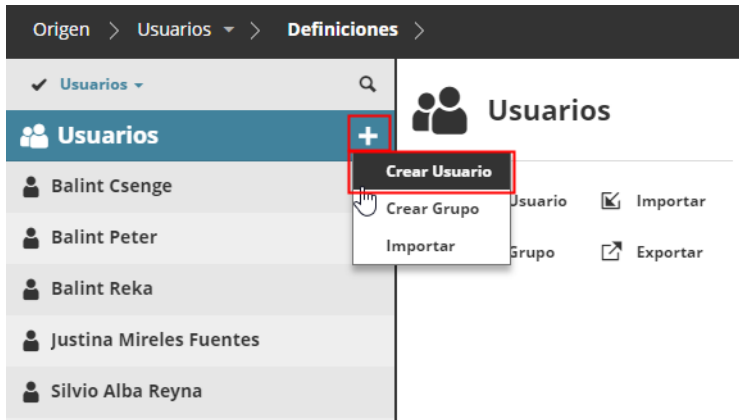 Origen > Usuarios > Definiciones >
Usuarios
Usuarios
Usuarios
Crear Usuario
Crear Grupo
Importar
Usuario Importar
Grupo Exportar
Balint Csenge
Balint Peter
Balint Reka
Justina Mireles Fuentes
Silvio Alba Reyna